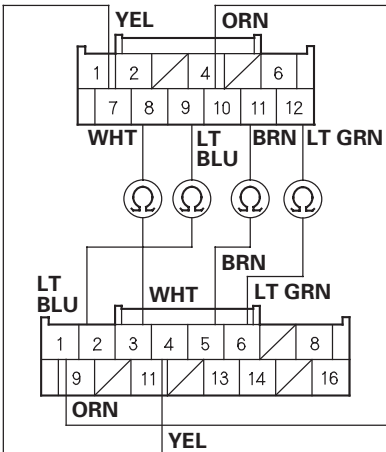 YEL ORN
1 2 4 6
7 8 9 10 11 12
WHT LT BRN LT GRN
BLU
Ω Ω Ω Ω
LT BRN
BLU WHT LT GRN
1 2 3 4 5 6 8
9 11 13 14 16
ORN
YEL